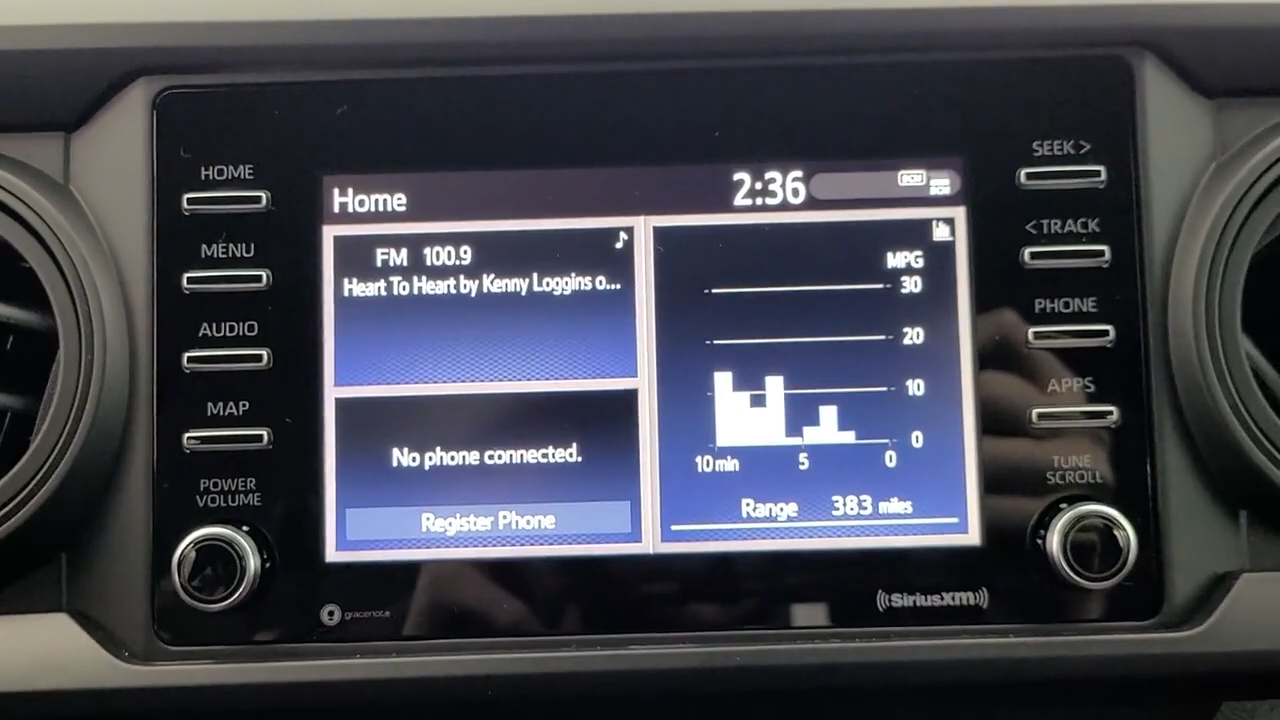 HOME
MENU
AUDIO
MAP
POWER
VOLUME
Home
2:36
FM 100.9
Heart To Heart by Kenny Loggins o...
No phone connected.
Register Phone
MPG
30
20
10
0
10 min 5 0
Range 383 miles
SEEK >
< TRACK
PHONE
APPS
TUNE
SCROLL
gracenote
SiriusXM